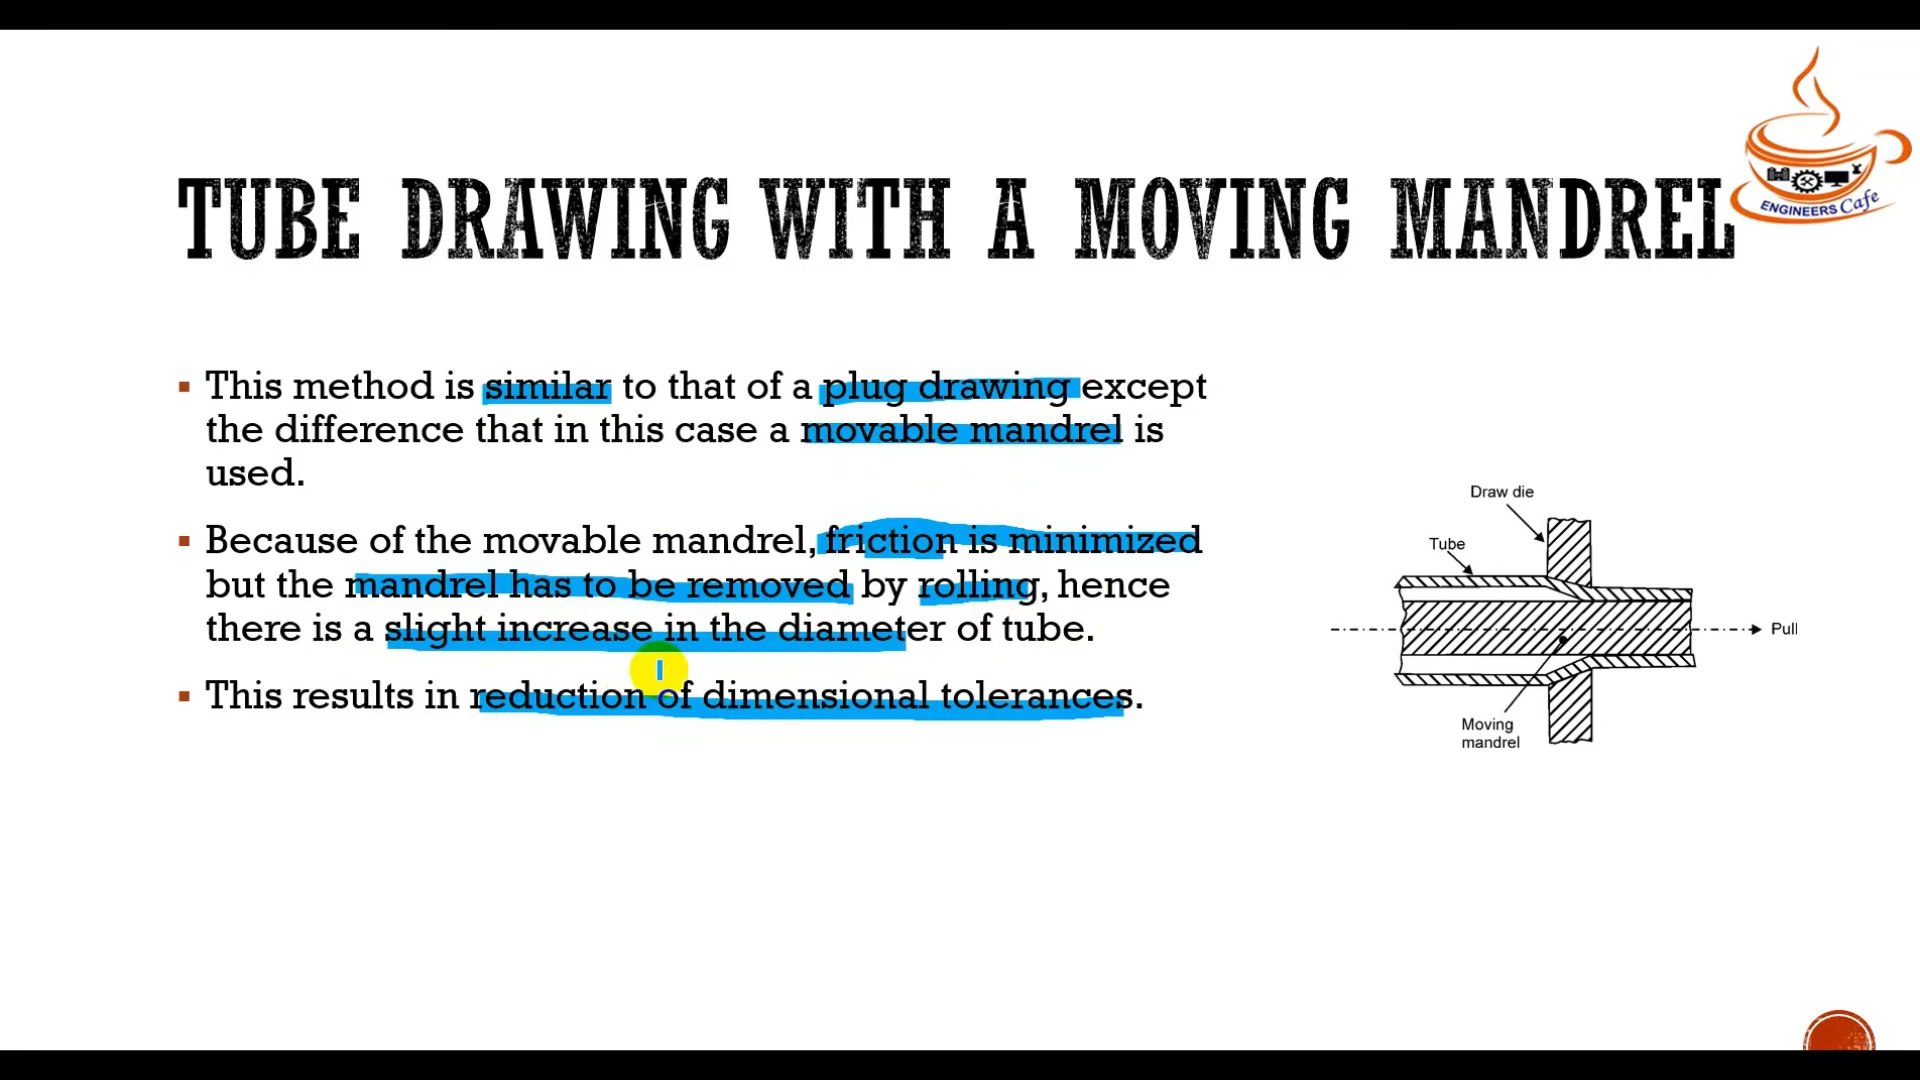 ENGINEERS Cafe
TUBE DRAWING WITH A MOVING MANDREL
▪ This method is similar to that of a plug drawing except
the difference that in this case a movable mandrel is
used.
▪ Because of the movable mandrel, friction is minimized
but the mandrel has to be removed by rolling, hence
there is a slight increase in the diameter of tube.
▪ This results in reduction of dimensional tolerances.
Draw die
Tube
Pull
Moving
mandrel